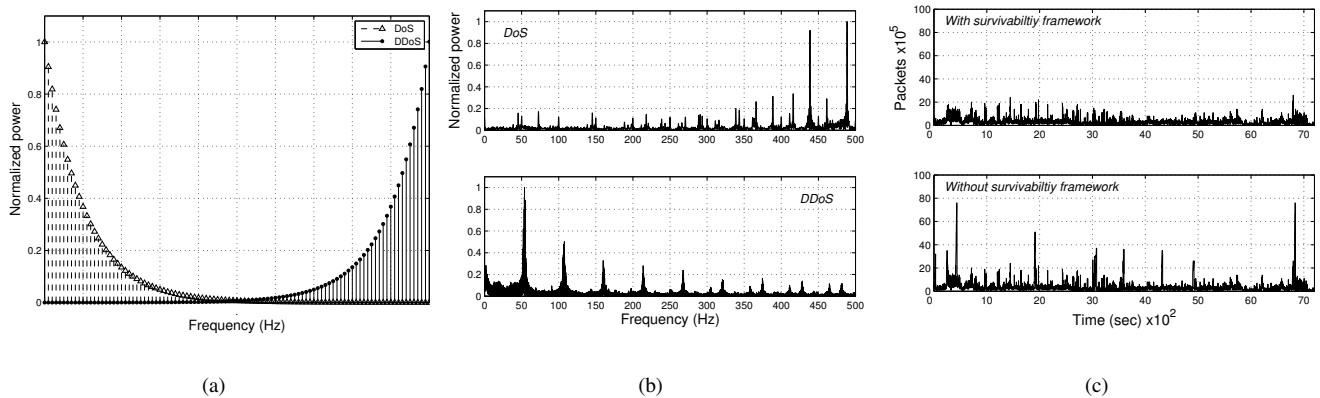 DoS
DDoS
1
0.8
0.6
0.4
0.2
0
Normalized power
Frequency (Hz)
(a)
DoS
1
0.8
0.6
0.4
0.2
0
0 50 100 150 200 250 300 350 400 450 500
Normalized power
DDoS
1
0.8
0.6
0.4
0.2
0
0 50 100 150 200 250 300 350 400 450 500
Frequency (Hz)
(b)
With survivabiltiy framework
100
80
60
40
20
0
0 10 20 30 40 50 60 70
Packets x10^5
Without survivabiltiy framework
100
80
60
40
20
0
0 10 20 30 40 50 60 70
Time (sec) x10^2
(c)